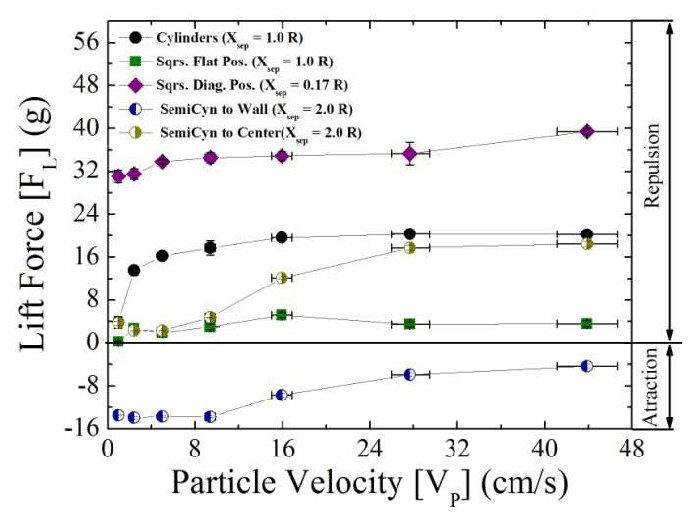 Cylinders (Xsep = 1.0 R)
Sqrs. Flat Pos. (Xsep = 1.0 R)
Sqrs. Diag. Pos. (Xsep = 0.17 R)
SemiCyn to Wall (Xsep = 2.0 R)
SemiCyn to Center(Xsep = 2.0 R)
56
48
40
32
24
16
8
0
-8
-16
Lift Force [FL] (g)
Repulsion
Atraction
0 8 16 24 32 40 48
Particle Velocity [VP] (cm/s)